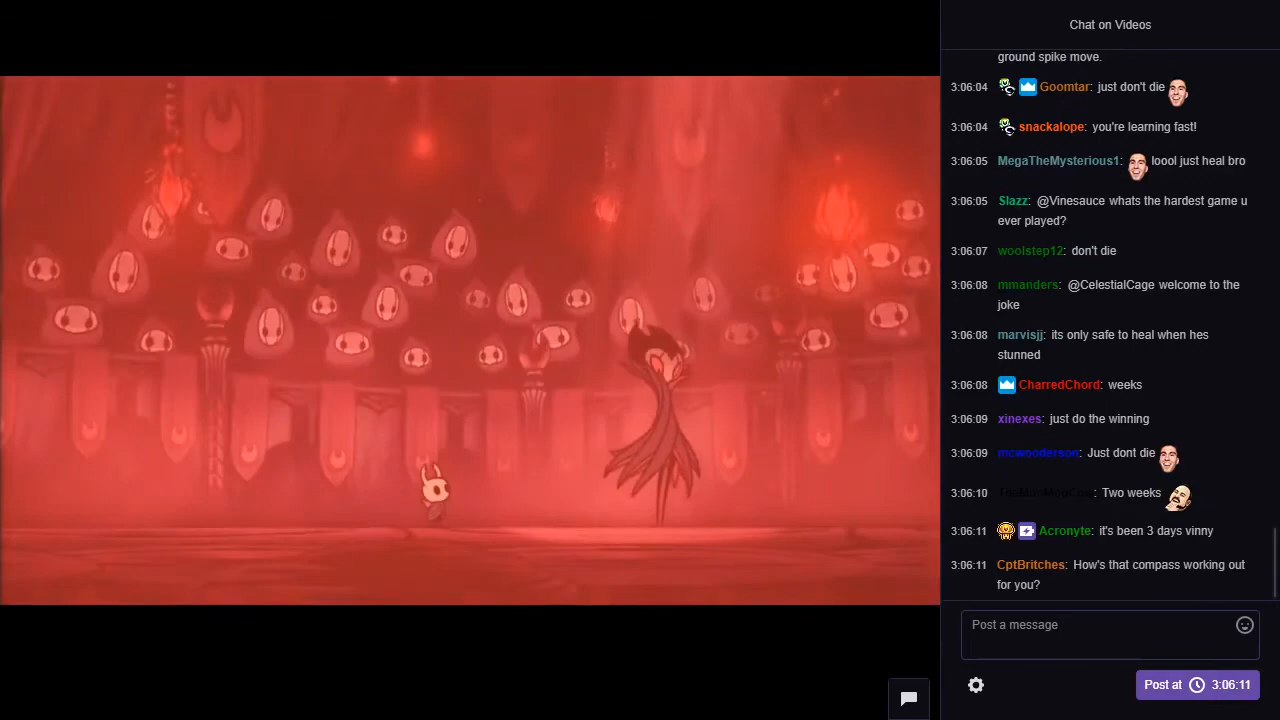 Chat on Videos
ground spike move.
3:06:04 Goomtar: just don't die
3:06:04 snackalope: you're learning fast!
3:06:05 MegaTheMysterious1: loool just heal bro
3:06:05 Slazz: @Vinesauce whats the hardest game u
ever played?
3:06:07 woolstep12: don't die
3:06:08 mmanders: @CelestialCage welcome to the
joke
3:06:08 marvisjj: its only safe to heal when hes
stunned
3:06:08 CharredChord: weeks
3:06:09 xinexes: just do the winning
3:06:09 mcwooderson: Just dont die
3:06:10 Two weeks
3:06:11 Acronyte: it's been 3 days vinny
3:06:11 CptBritches: How's that compass working out
for you?
Post a message
Post at 3:06:11